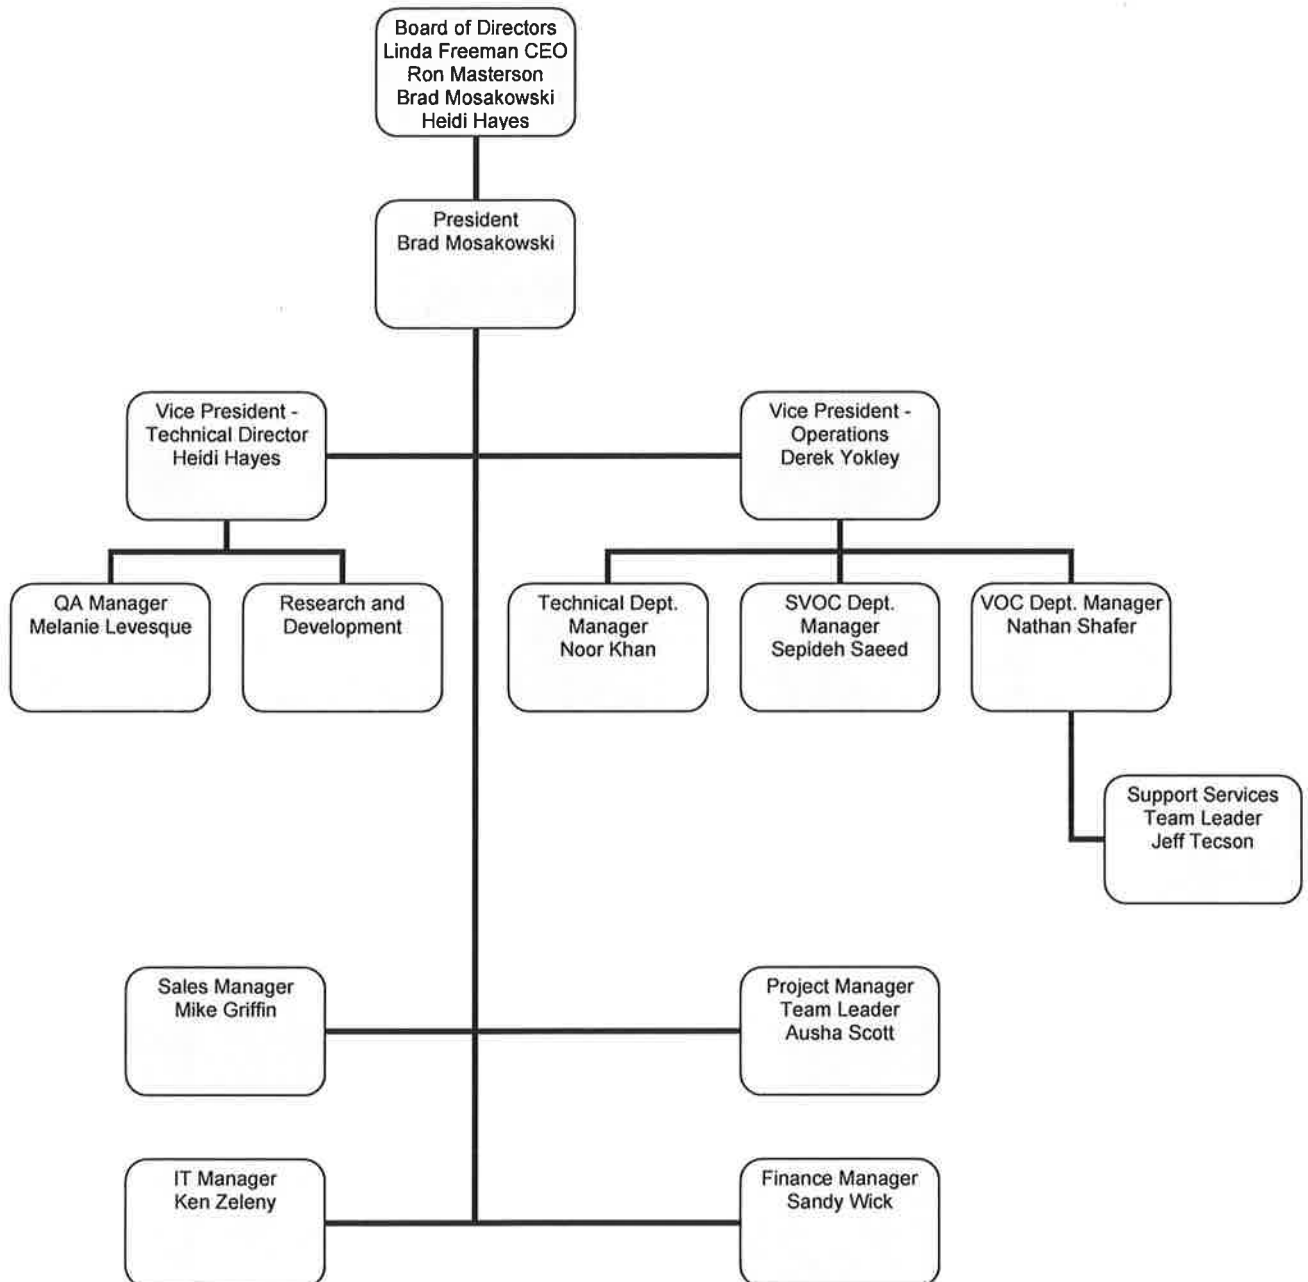 Board of Directors
Linda Freeman CEO
Ron Masterson
Brad Mosakowski
Heidi Hayes
President
Brad Mosakowski
Vice President -
Technical Director
Heidi Hayes
Vice President -
Operations
Derek Yokley
QA Manager
Melanie Levesque
Research and
Development
Technical Dept.
Manager
Noor Khan
SVOC Dept.
Manager
Sepideh Saeed
VOC Dept. Manager
Nathan Shafer
Support Services
Team Leader
Jeff Tecson
Sales Manager
Mike Griffin
Project Manager
Team Leader
Ausha Scott
IT Manager
Ken Zeleny
Finance Manager
Sandy Wick